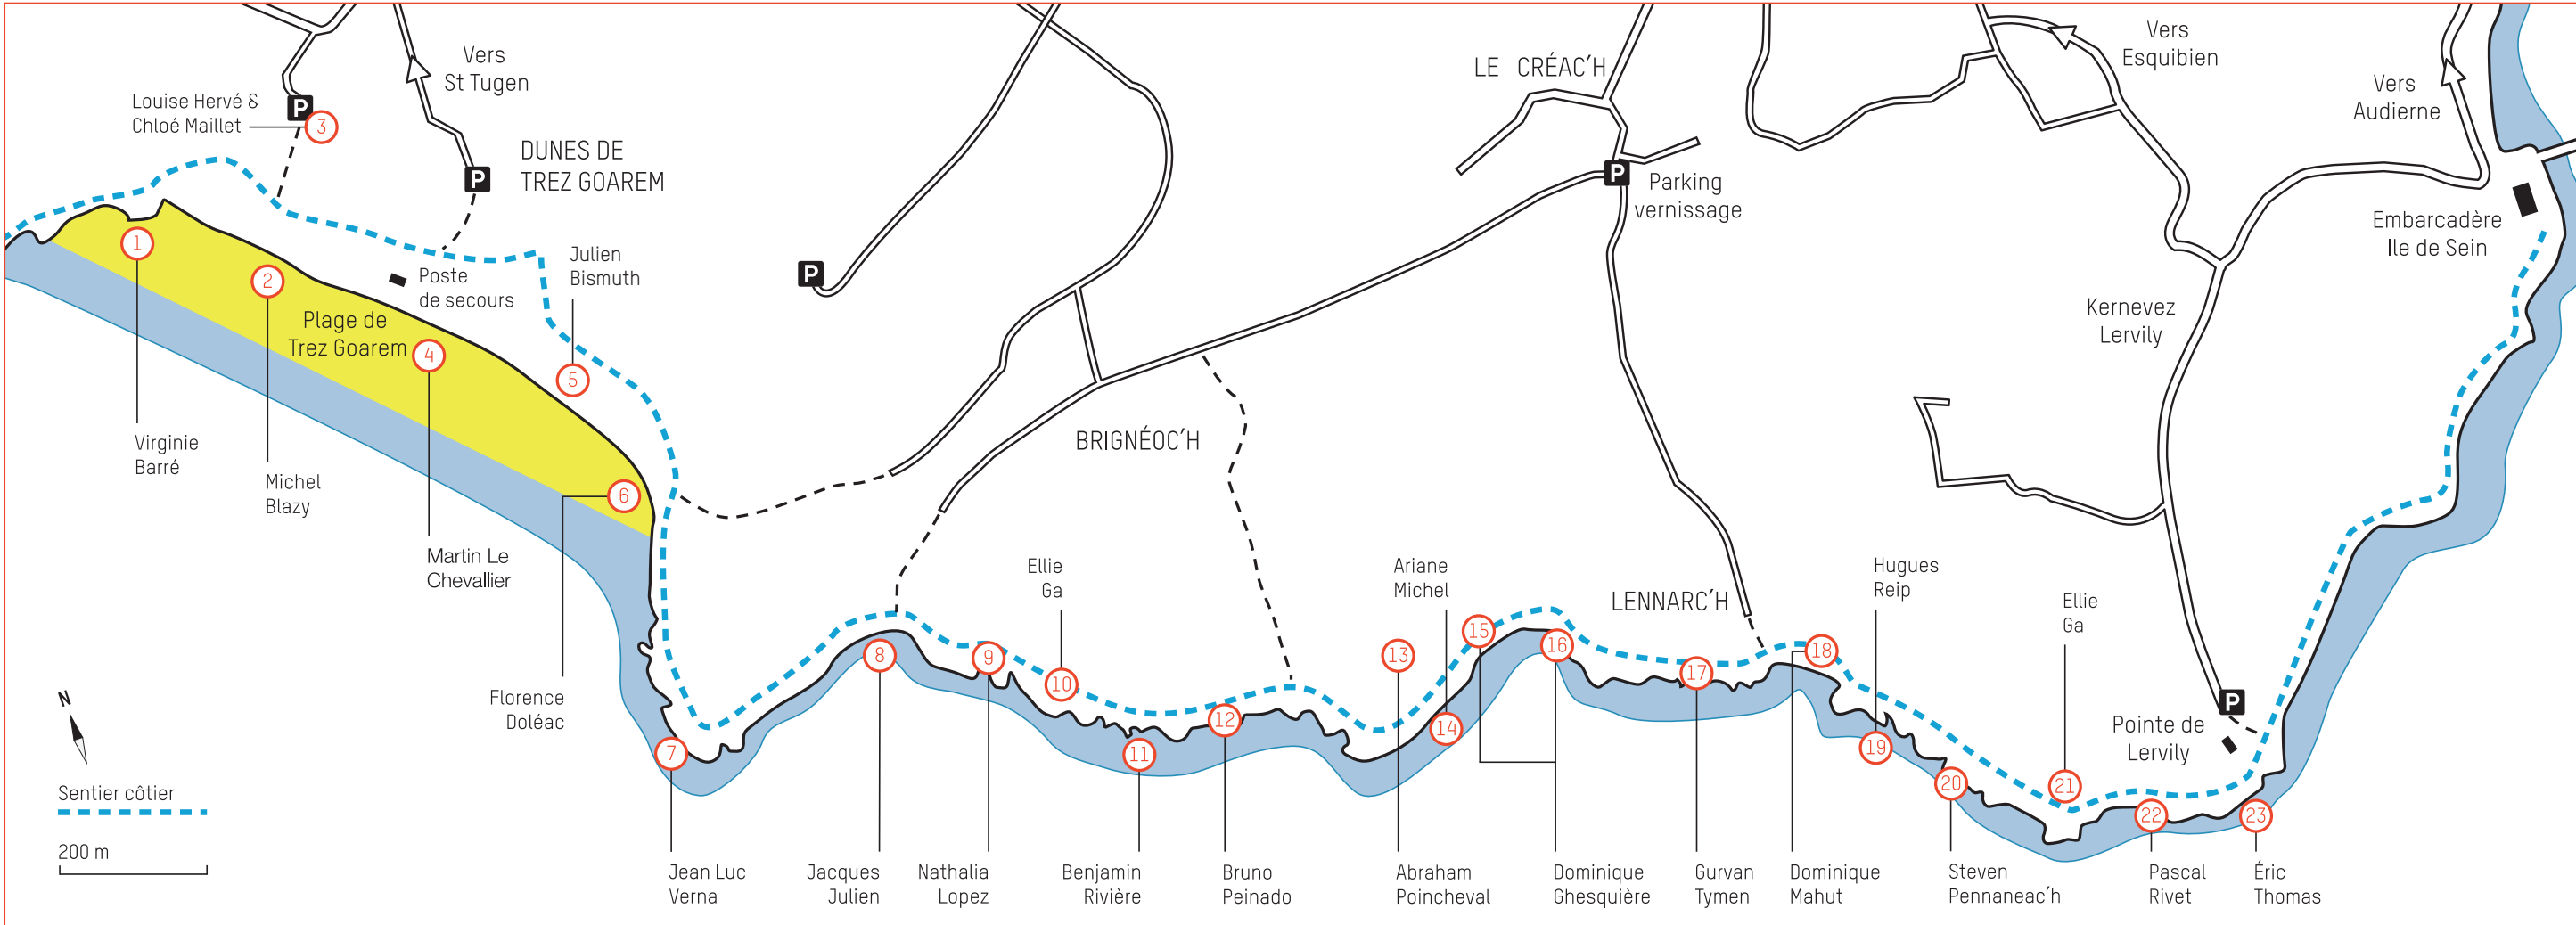 Vers
St Tugen
Louise Hervé &
Chloé Maillet
3
P
P
DUNES DE
TREZ GOAREM
1
2
Poste
de secours
Julien
Bismuth
Plage de
Trez Goarem
4
5
6
Virginie
Barré
Michel
Blazy
Martin Le
Chevallier
Florence
Doléac
P
BRIGNÉOC'H
LE CRÉAC'H
P
Parking
vernissage
Vers
Esquibien
Vers
Audierne
Embarcadère
Ile de Sein
Kernevez
Lervily
LENNARC'H
Ellie
Ga
Ariane
Michel
Hugues
Reip
Ellie
Ga
P
Pointe de
Lervily
7
8
9
10
11
12
13
14
15
16
17
18
19
20
21
22
23
N
Sentier côtier
200 m
Jean Luc
Verna
Jacques
Julien
Nathalia
Lopez
Benjamin
Rivière
Bruno
Peinado
Abraham
Poincheval
Dominique
Ghesquière
Gurvan
Tymen
Dominique
Mahut
Steven
Pennaneac'h
Pascal
Rivet
Éric
Thomas